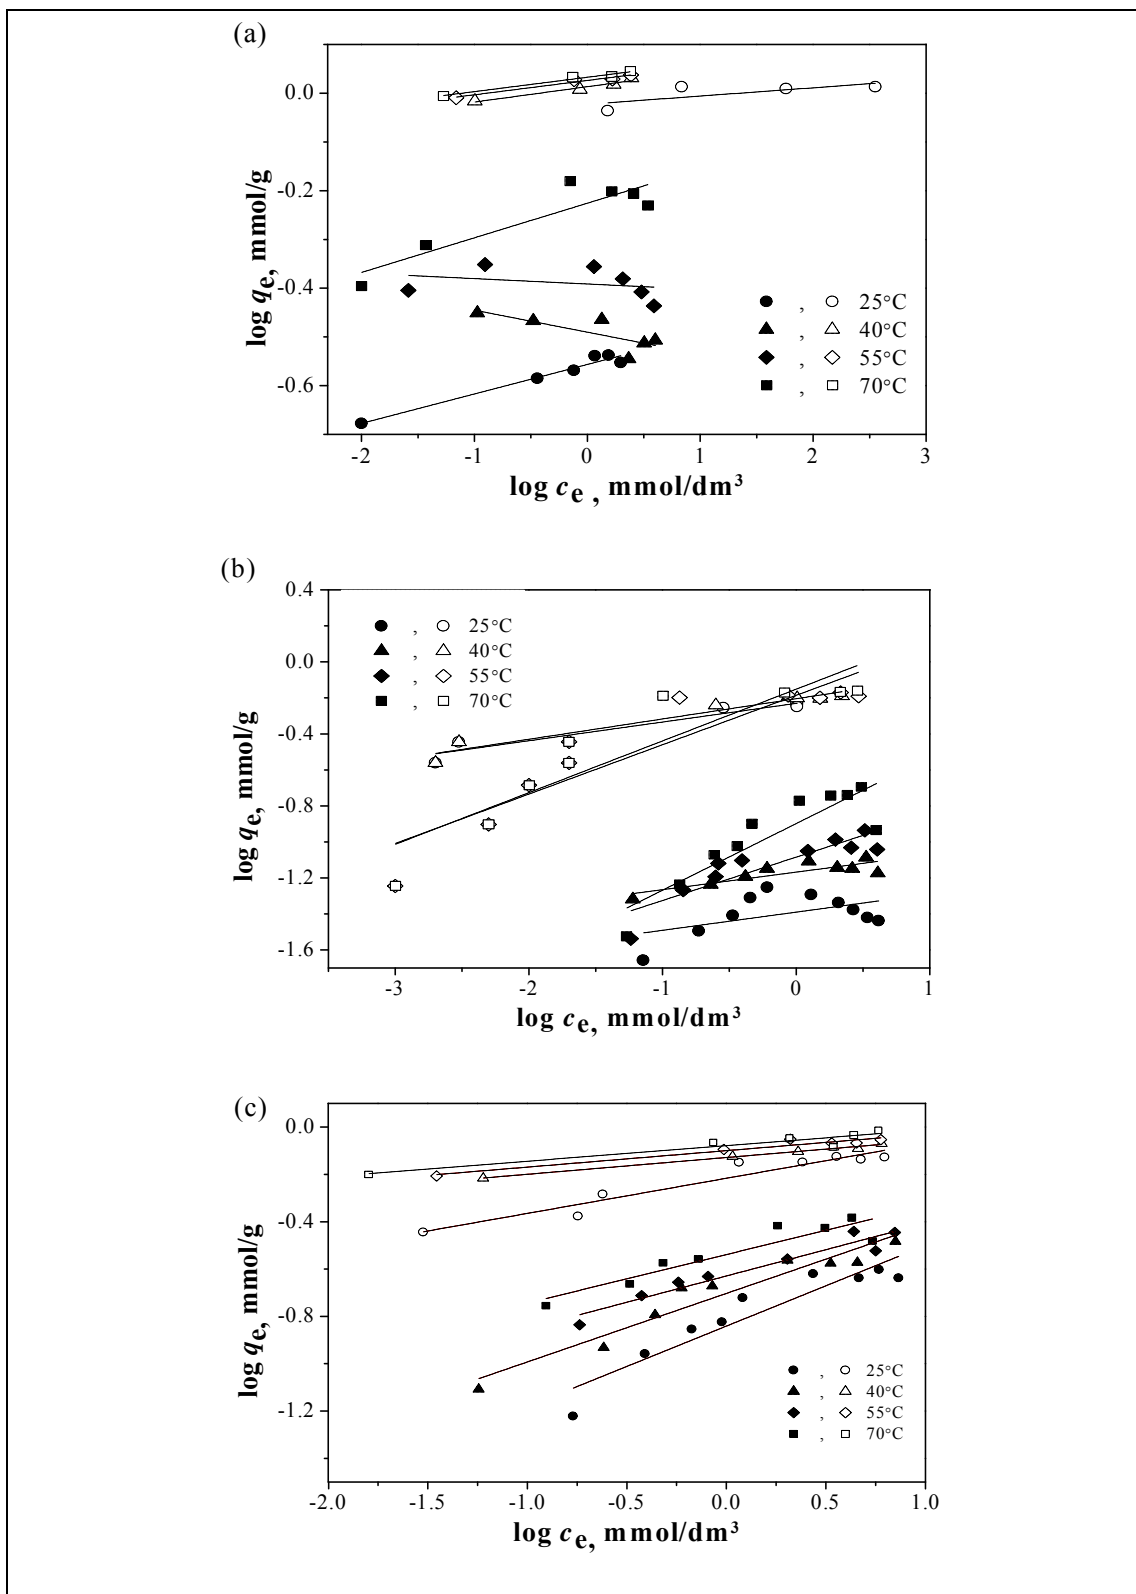 (a)
0.0
-0.2
-0.4
-0.6
log qe, mmol/g
, 25°C
, 40°C
, 55°C
, 70°C
-2 -1 0 1 2 3
log ce , mmol/dm³
(b)
0.4
0.0
-0.4
-0.8
-1.2
-1.6
log qe, mmol/g
, 25°C
, 40°C
, 55°C
, 70°C
-3 -2 -1 0 1
log ce, mmol/dm³
(c)
0.0
-0.4
-0.8
-1.2
log qe, mmol/g
, 25°C
, 40°C
, 55°C
, 70°C
-2.0 -1.5 -1.0 -0.5 0.0 0.5 1.0
log ce, mmol/dm³